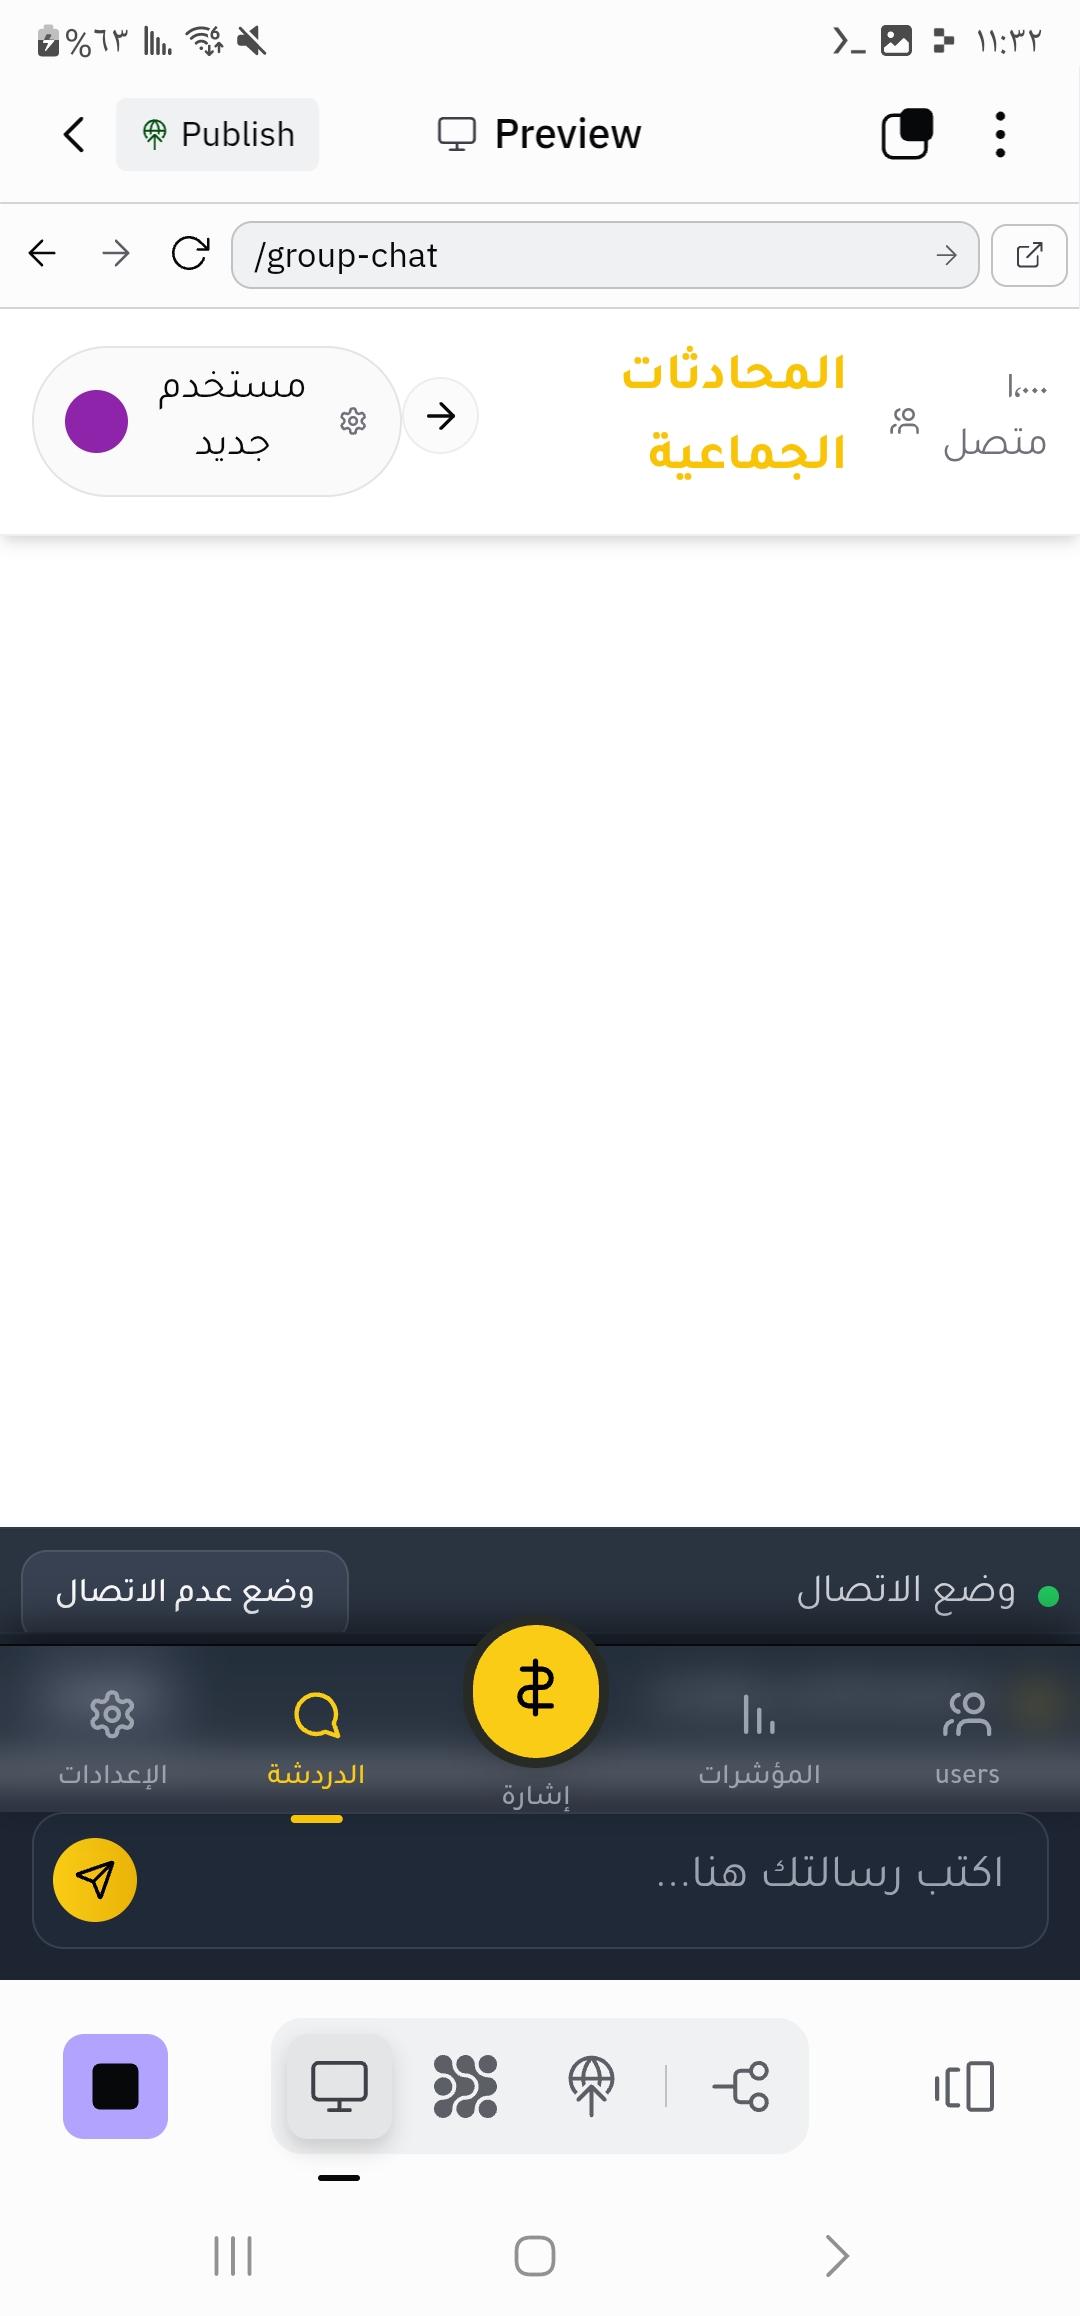 %٦٣
١١:٣٢
Publish
Preview
/group-chat
...،ا
متصل
المحادثات
الجماعية
مستخدم
جديد
وضع الاتصال
وضع عدم الاتصال
users
المؤشرات
إشارة
الدردشة
الإعدادات
اكتب رسالتك هنا...